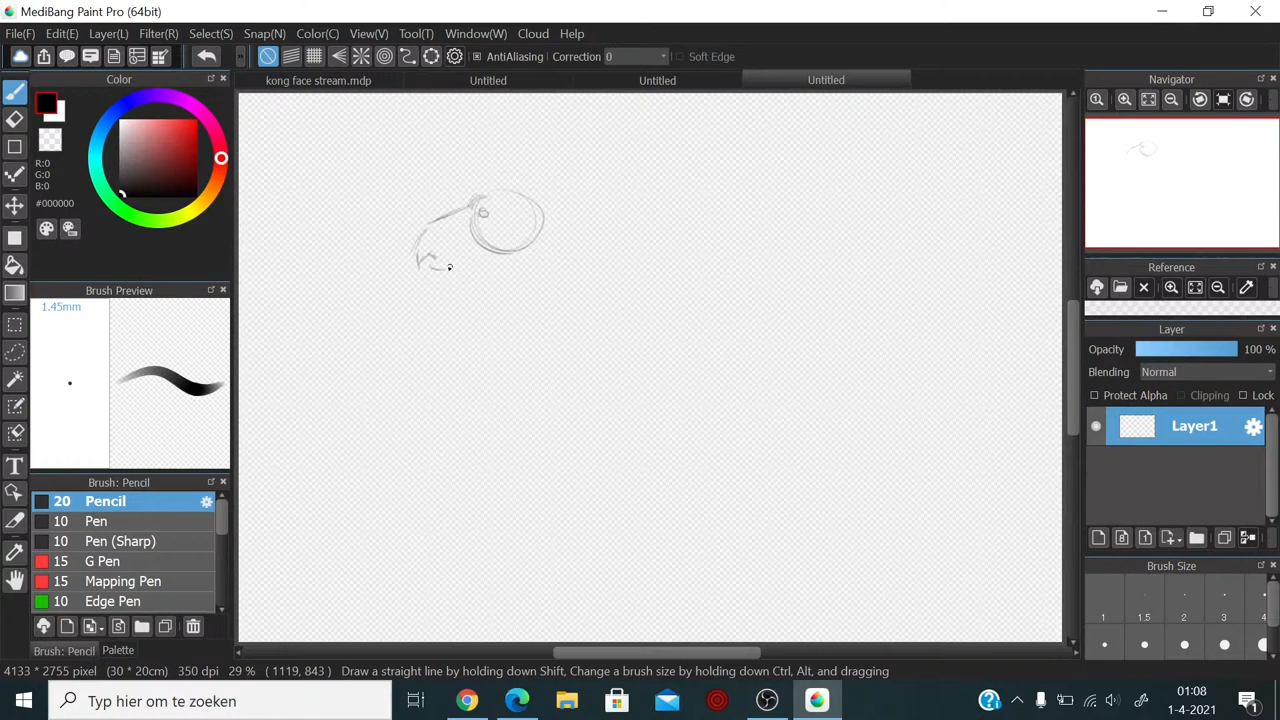 MediBang Paint Pro (64bit)
File(F) Edit(E) Layer(L) Filter(R) Select(S) Snap(N) Color(C) View(V) Tool(T) Window(W) Cloud Help
AntiAliasing Correction 0 Soft Edge
Color
kong face stream.mdp Untitled Untitled Untitled
Navigator
R:0
G:0
B:0
#000000
Reference
Brush Preview
1.45mm
Layer
Opacity 100 %
Blending Normal
Protect Alpha Clipping Lock
Layer1
Brush: Pencil
20 Pencil
10 Pen
10 Pen (Sharp)
15 G Pen
15 Mapping Pen
10 Edge Pen
Brush Size
1 1.5 2 3 4
Brush: Pencil Palette
4133 * 2755 pixel (30 * 20cm) 350 dpi 29 % ( 1119, 843 ) Draw a straight line by holding down Shift, Change a brush size by holding down Ctrl, Alt, and dragging
Typ hier om te zoeken
01:08
1-4-2021
1